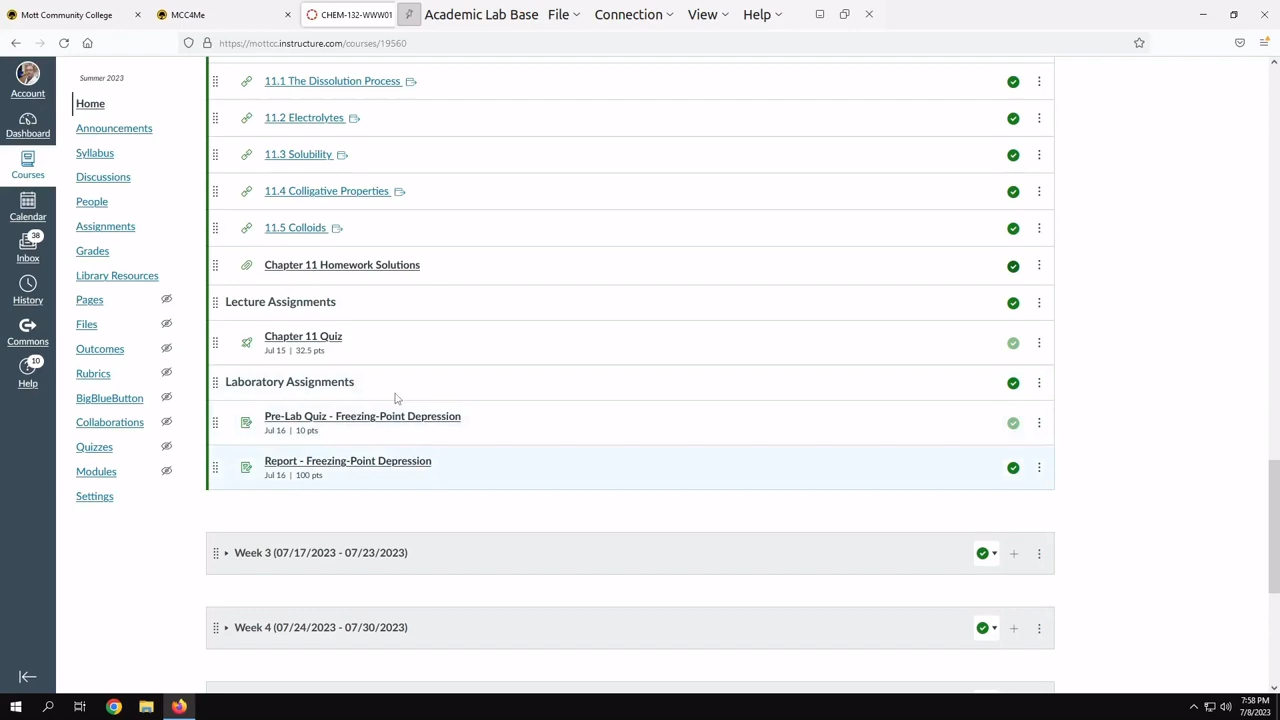 Mott Community College
MCC4Me
CHEM-132-WWW01
Academic Lab Base
File
Connection
View
Help
https://mottcc.instructure.com/courses/19560
Account
Dashboard
Courses
Calendar
38
Inbox
History
Commons
10
Help
Summer 2023
Home
Announcements
Syllabus
Discussions
People
Assignments
Grades
Library Resources
Pages
Files
Outcomes
Rubrics
BigBlueButton
Collaborations
Quizzes
Modules
Settings
11.1 The Dissolution Process
11.2 Electrolytes
11.3 Solubility
11.4 Colligative Properties
11.5 Colloids
Chapter 11 Homework Solutions
Lecture Assignments
Chapter 11 Quiz
Jul 15 | 32.5 pts
Laboratory Assignments
Pre-Lab Quiz - Freezing-Point Depression
Jul 16 | 10 pts
Report - Freezing-Point Depression
Jul 16 | 100 pts
Week 3 (07/17/2023 - 07/23/2023)
Week 4 (07/24/2023 - 07/30/2023)
7:58 PM
7/8/2023